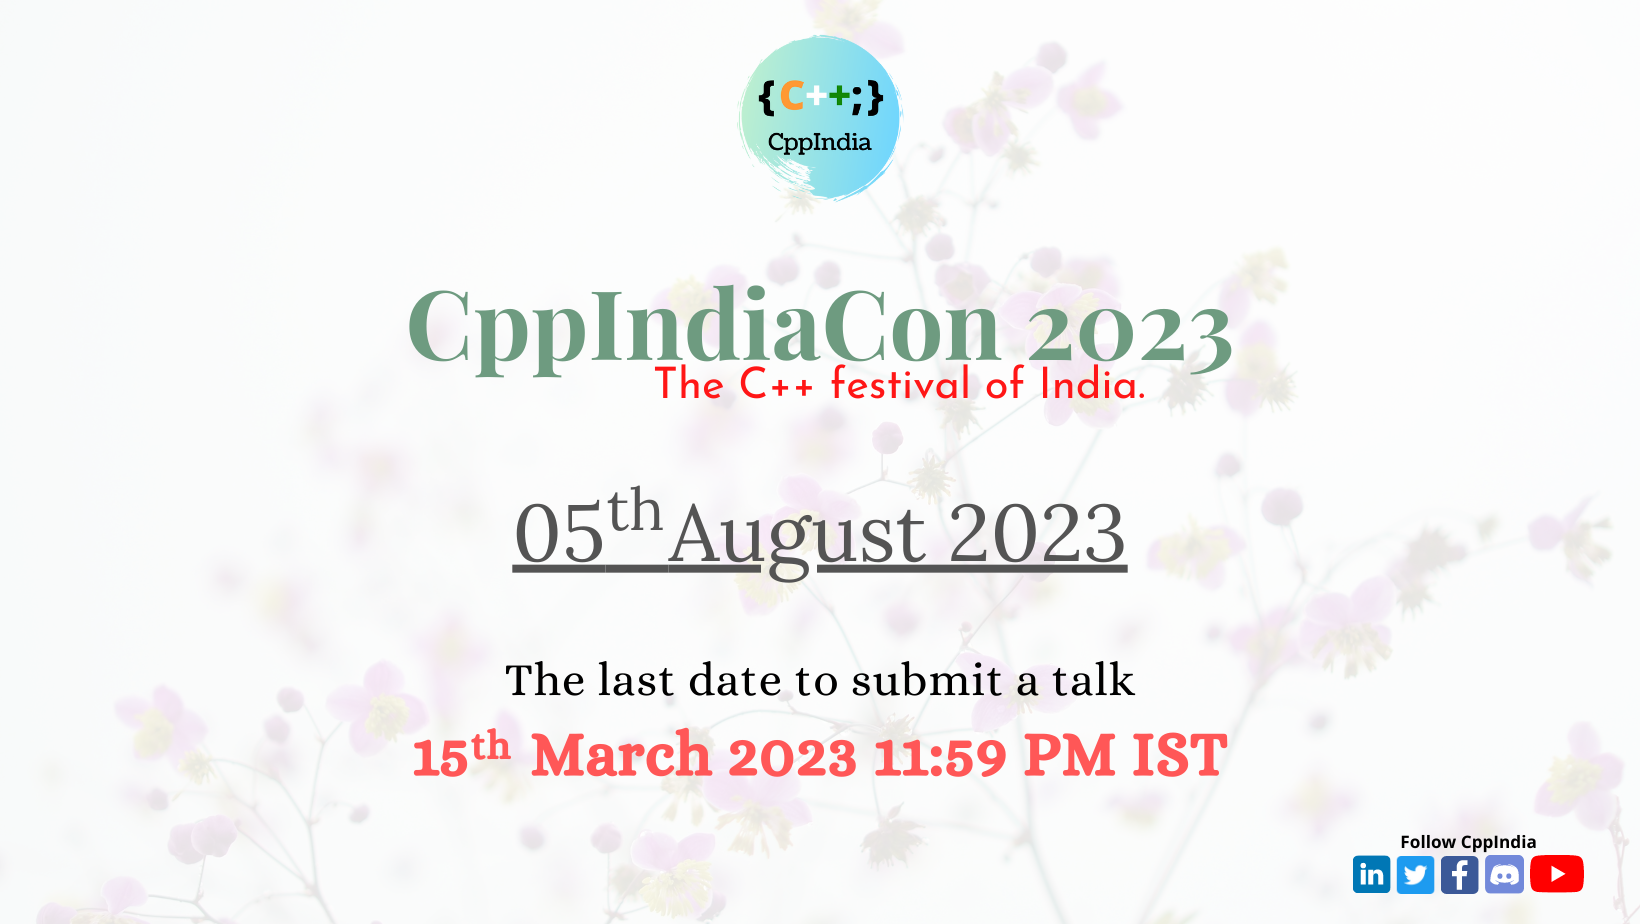 {C++;}
CppIndia
CppIndiaCon 2023
The C++ festival of India.
05th August 2023
The last date to submit a talk
15th March 2023 11:59 PM IST
Follow CppIndia
in